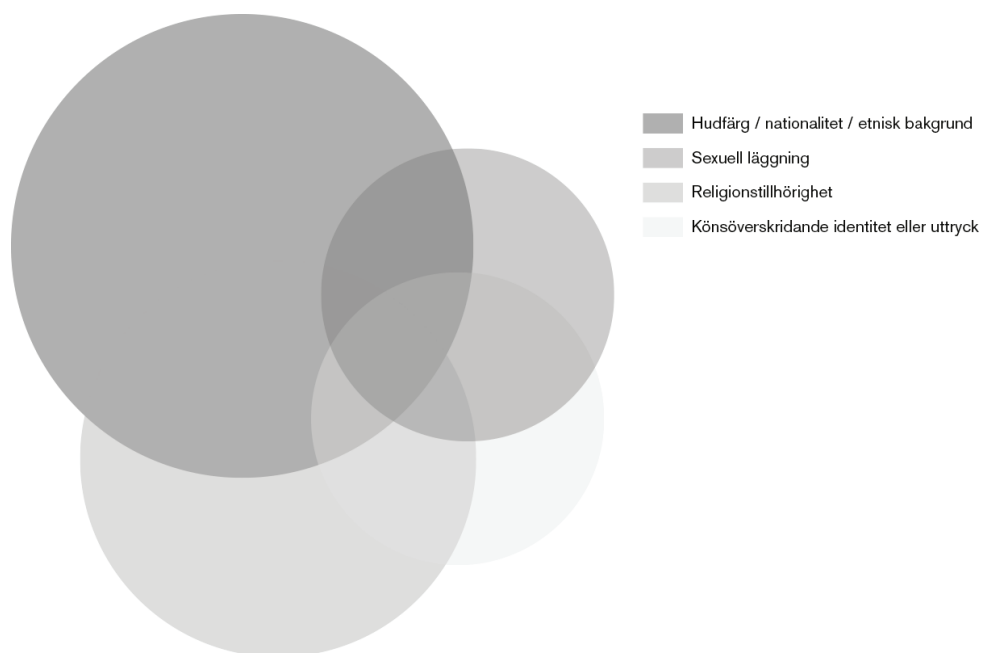 Hudfärg / nationalitet / etnisk bakgrund
Sexuell läggning
Religionstillhörighet
Könsöverskridande identitet eller uttryck